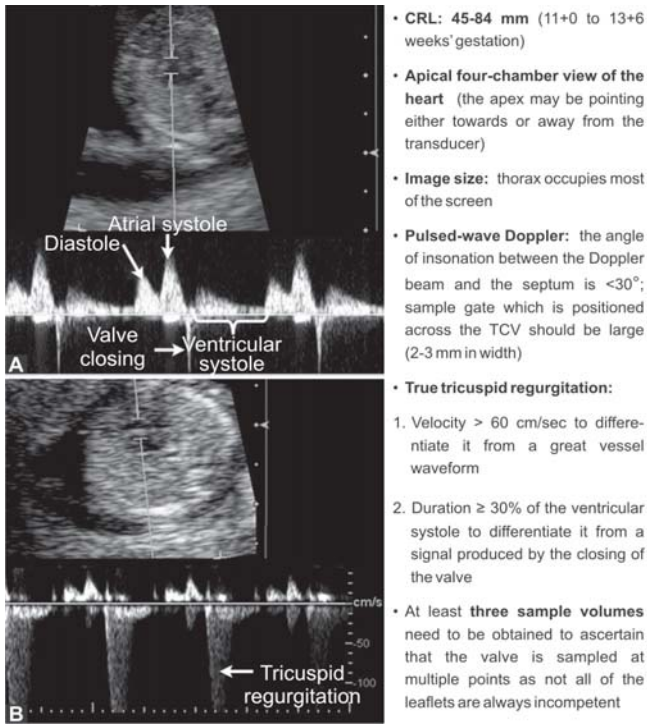 Atrial systole
Diastole
Valve
closing
Ventricular
systole
A
cm/s
-50
-100
Tricuspid
regurgitation
B
• CRL: 45-84 mm (11+0 to 13+6
weeks' gestation)
• Apical four-chamber view of the
heart (the apex may be pointing
either towards or away from the
transducer)
• Image size: thorax occupies most
of the screen
• Pulsed-wave Doppler: the angle
of insonation between the Doppler
beam and the septum is <30°;
sample gate which is positioned
across the TCV should be large
(2-3 mm in width)
• True tricuspid regurgitation:
1. Velocity > 60 cm/sec to differe-
ntiate it from a great vessel
waveform
2. Duration ≥ 30% of the ventricular
systole to differentiate it from a
signal produced by the closing of
the valve
• At least three sample volumes
need to be obtained to ascertain
that the valve is sampled at
multiple points as not all of the
leaflets are always incompetent